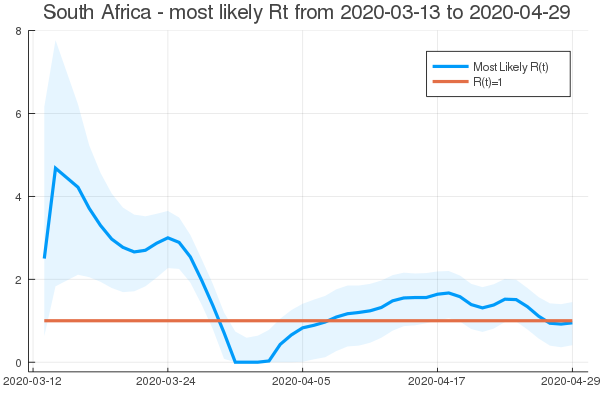 South Africa - most likely Rt from 2020-03-13 to 2020-04-29
8
6
4
2
0
Most Likely R(t)
R(t)=1
2020-03-12 2020-03-24 2020-04-05 2020-04-17 2020-04-29